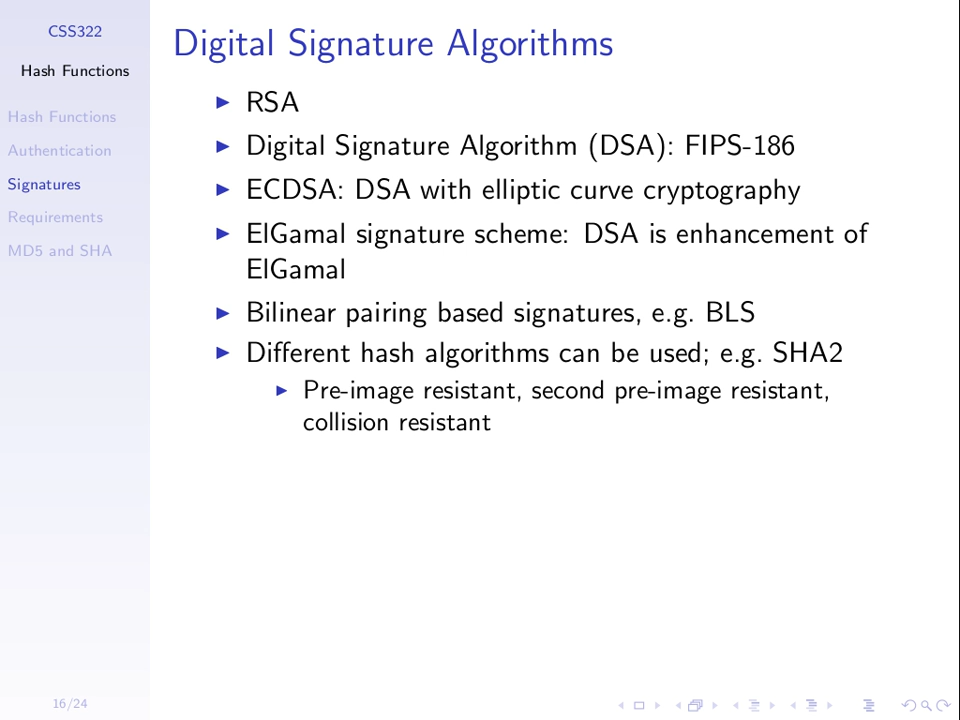 CSS322
Hash Functions
Hash Functions
Authentication
Signatures
Requirements
MD5 and SHA
16/24
Digital Signature Algorithms
RSA
Digital Signature Algorithm (DSA): FIPS-186
ECDSA: DSA with elliptic curve cryptography
ElGamal signature scheme: DSA is enhancement of
ElGamal
Bilinear pairing based signatures, e.g. BLS
Different hash algorithms can be used; e.g. SHA2
Pre-image resistant, second pre-image resistant,
collision resistant